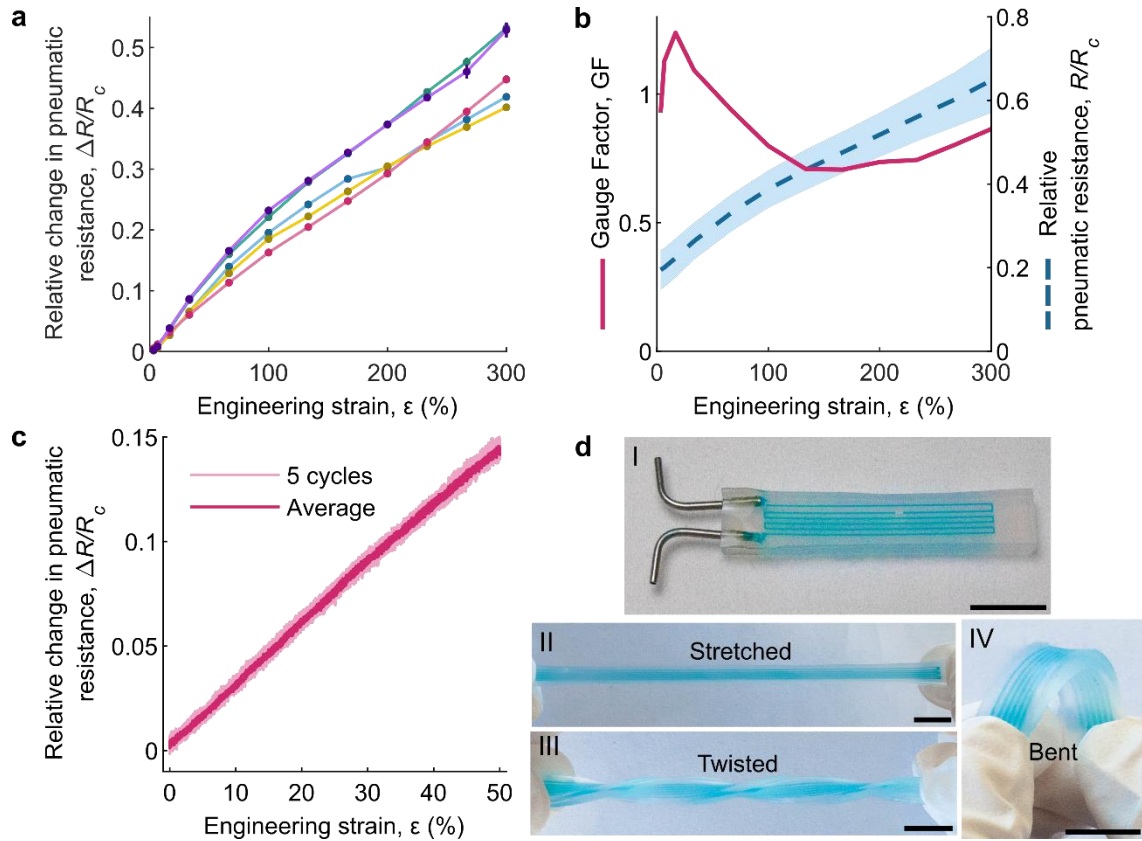 a
Relative change in pneumatic
resistance, ΔR/R_c
0.5
0.4
0.3
0.2
0.1
0
0 100 200 300
Engineering strain, ε (%)
b
Gauge Factor, GF
1
0.5
0
0.8
0.6
0.4
0.2
0
Relative
pneumatic resistance, R/R_c
0 100 200 300
Engineering strain, ε (%)
c
Relative change in pneumatic
resistance, ΔR/R_c
0.15
0.1
0.05
0
5 cycles
Average
0 10 20 30 40 50
Engineering strain, ε (%)
d
I
II
Stretched
III
Twisted
IV
Bent